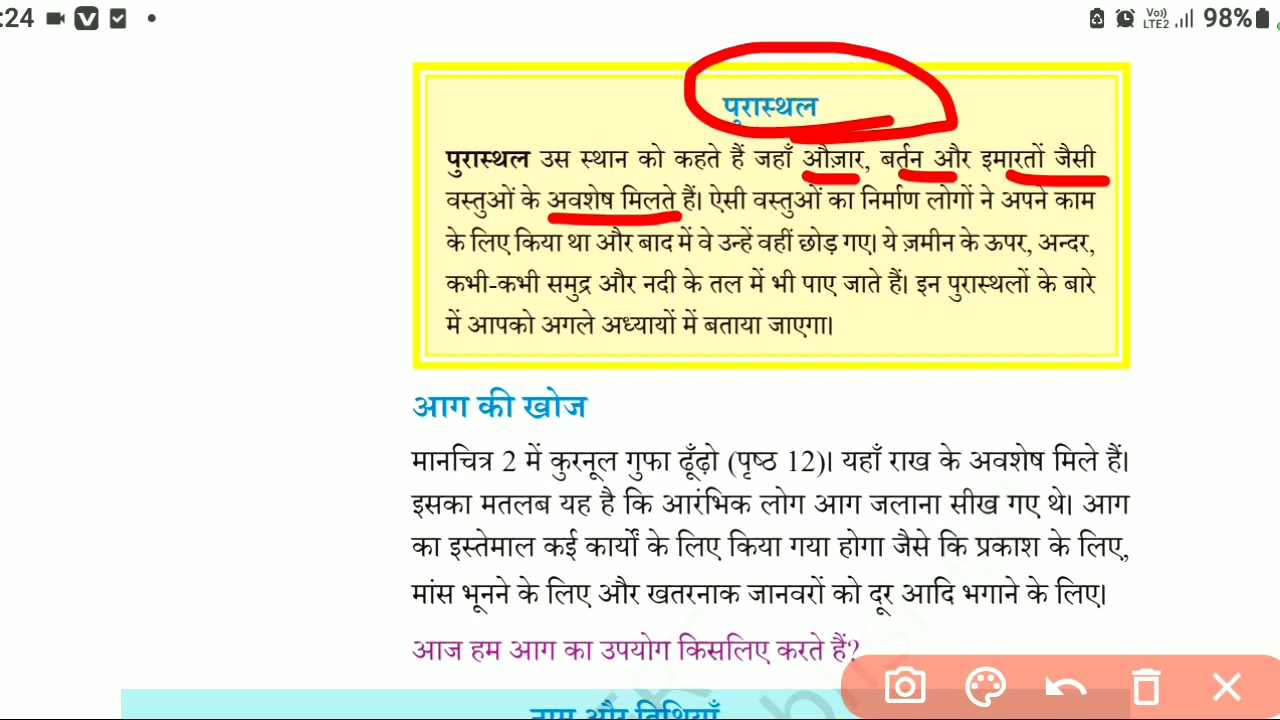 :24
Vo))
LTE2
98%
पुरास्थल
पुरास्थल उस स्थान को कहते हैं जहाँ औज़ार, बर्तन और इमारतों जैसी
वस्तुओं के अवशेष मिलते हैं। ऐसी वस्तुओं का निर्माण लोगों ने अपने काम
के लिए किया था और बाद में वे उन्हें वहीं छोड़ गए। ये ज़मीन के ऊपर, अन्दर,
कभी-कभी समुद्र और नदी के तल में भी पाए जाते हैं। इन पुरास्थलों के बारे
में आपको अगले अध्यायों में बताया जाएगा।
आग की खोज
मानचित्र 2 में कुरनूल गुफा ढूँढ़ो (पृष्ठ 12)। यहाँ राख के अवशेष मिले हैं।
इसका मतलब यह है कि आरंभिक लोग आग जलाना सीख गए थे। आग
का इस्तेमाल कई कार्यों के लिए किया गया होगा जैसे कि प्रकाश के लिए,
मांस भूनने के लिए और खतरनाक जानवरों को दूर आदि भगाने के लिए।
आज हम आग का उपयोग किसलिए करते हैं?
नाम और तिथियाँ